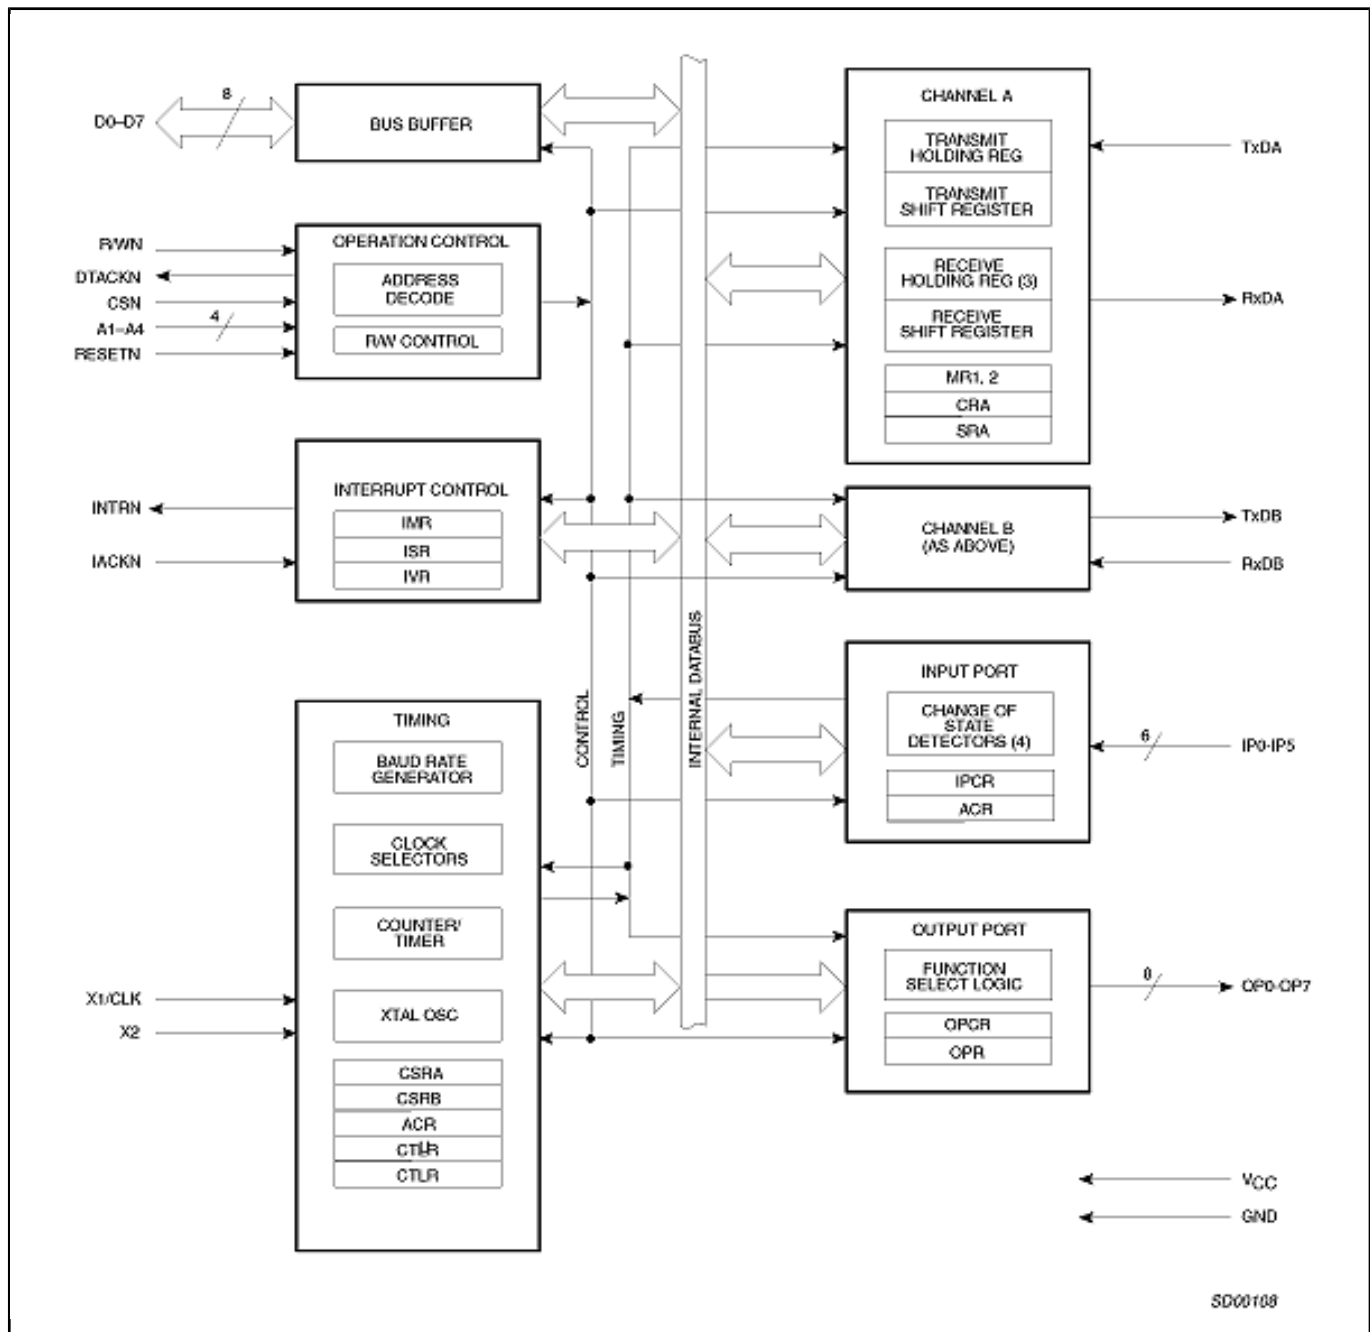 D0–D7
8
BUS BUFFER
R/WN
DTACKN
CSN
A1–A4
4
RESETN
OPERATION CONTROL
ADDRESS
DECODE
R/W CONTROL
INTRN
IACKN
INTERRUPT CONTROL
IMR
ISR
IVR
TIMING
BAUD RATE
GENERATOR
CLOCK
SELECTORS
COUNTER/
TIMER
X1/CLK
X2
XTAL OSC
CSRA
CSRB
ACR
CTLR
CONTROL
TIMING
INTERNAL DATABUS
CHANNEL A
TRANSMIT
HOLDING REG
TRANSMIT
SHIFT REGISTER
RECEIVE
HOLDING REG (3)
RECEIVE
SHIFT REGISTER
MR1, 2
CRA
SRA
TxDA
RxDA
CHANNEL B
(AS ABOVE)
TxDB
RxDB
INPUT PORT
CHANGE OF
STATE
DETECTORS (4)
IPCR
ACR
6
IP0-IP5
OUTPUT PORT
FUNCTION
SELECT LOGIC
OPCR
OPR
8
OP0-OP7
VCC
GND
SD00108